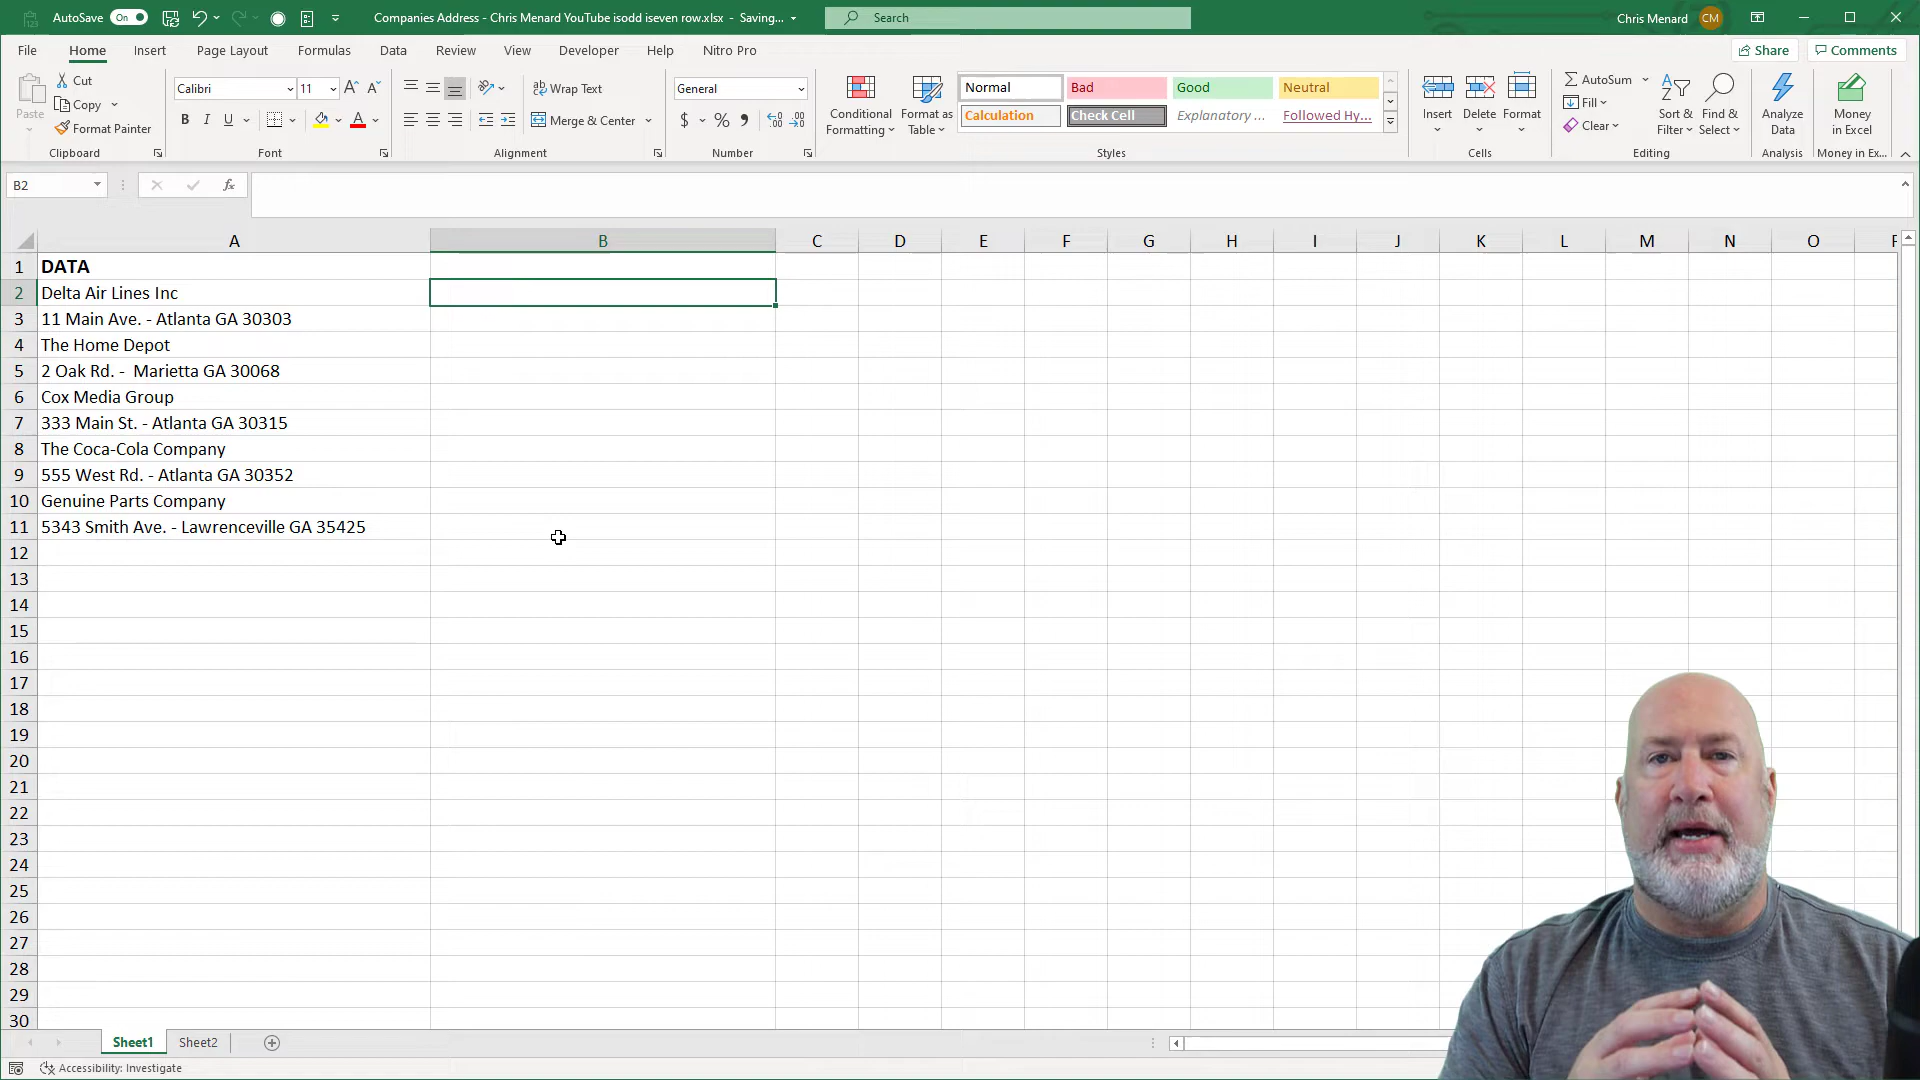 AutoSave On Companies Address - Chris Menard YouTube isodd iseven row.xlsx - Saving... Search Chris Menard CM
File Home Insert Page Layout Formulas Data Review View Developer Help Nitro Pro Share Comments
Paste Cut Copy Format Painter
Calibri 11 A A B I U A
ab Wrap Text Merge & Center
General $ % 9
Conditional Formatting Format as Table
Normal Bad Good Neutral
Calculation Check Cell Explanatory ... Followed Hy...
Insert Delete Format
AutoSum Fill Clear
Sort & Filter Find & Select
Analyze Data
Money in Excel
Clipboard Font Alignment Number Styles Cells Editing Analysis Money in Ex...
B2 fx
A B C D E F G H I J K L M N O
1 DATA
2 Delta Air Lines Inc
3 11 Main Ave. - Atlanta GA 30303
4 The Home Depot
5 2 Oak Rd. -  Marietta GA 30068
6 Cox Media Group
7 333 Main St. - Atlanta GA 30315
8 The Coca-Cola Company
9 555 West Rd. - Atlanta GA 30352
10 Genuine Parts Company
11 5343 Smith Ave. - Lawrenceville GA 35425
12
13
14
15
16
17
18
19
20
21
22
23
24
25
26
27
28
29
30
Sheet1 Sheet2
Accessibility: Investigate